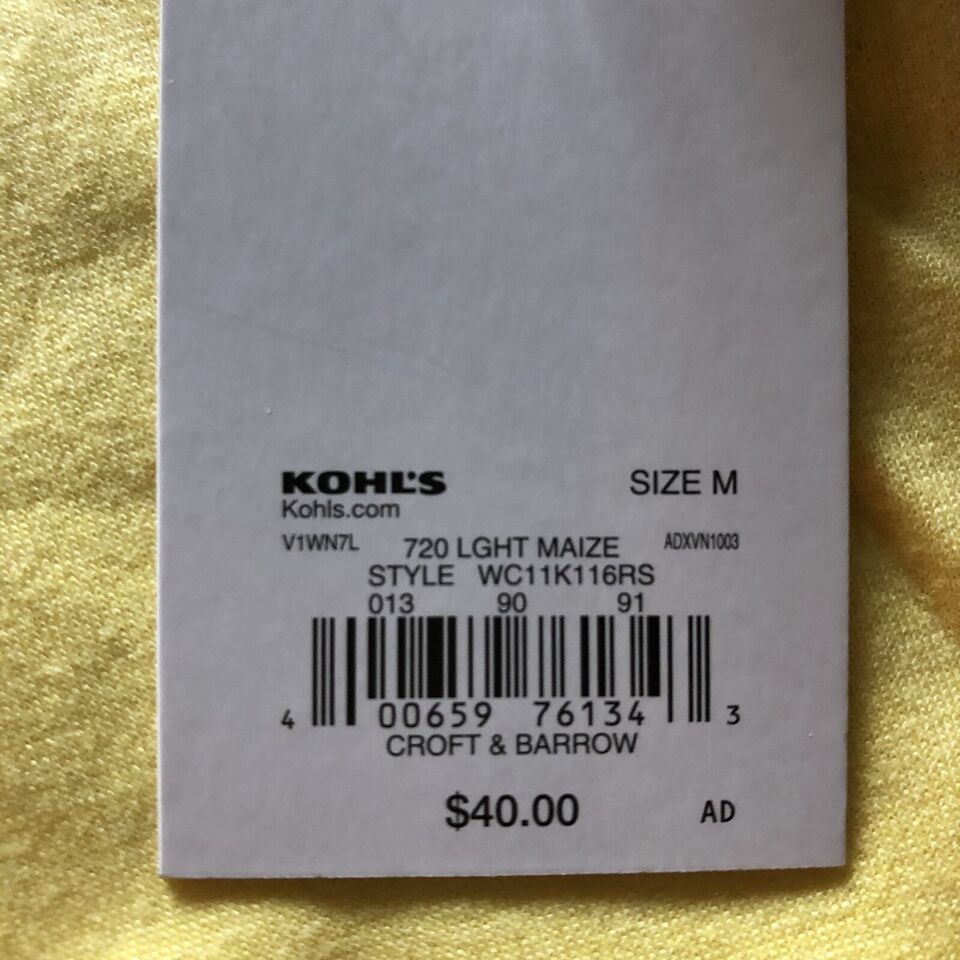 KOHL'S SIZE M
Kohls.com
V1WN7L 720 LGHT MAIZE ADXVN1003
STYLE WC11K116RS
013 90 91
4 00659 76134 3
CROFT & BARROW
$40.00 AD